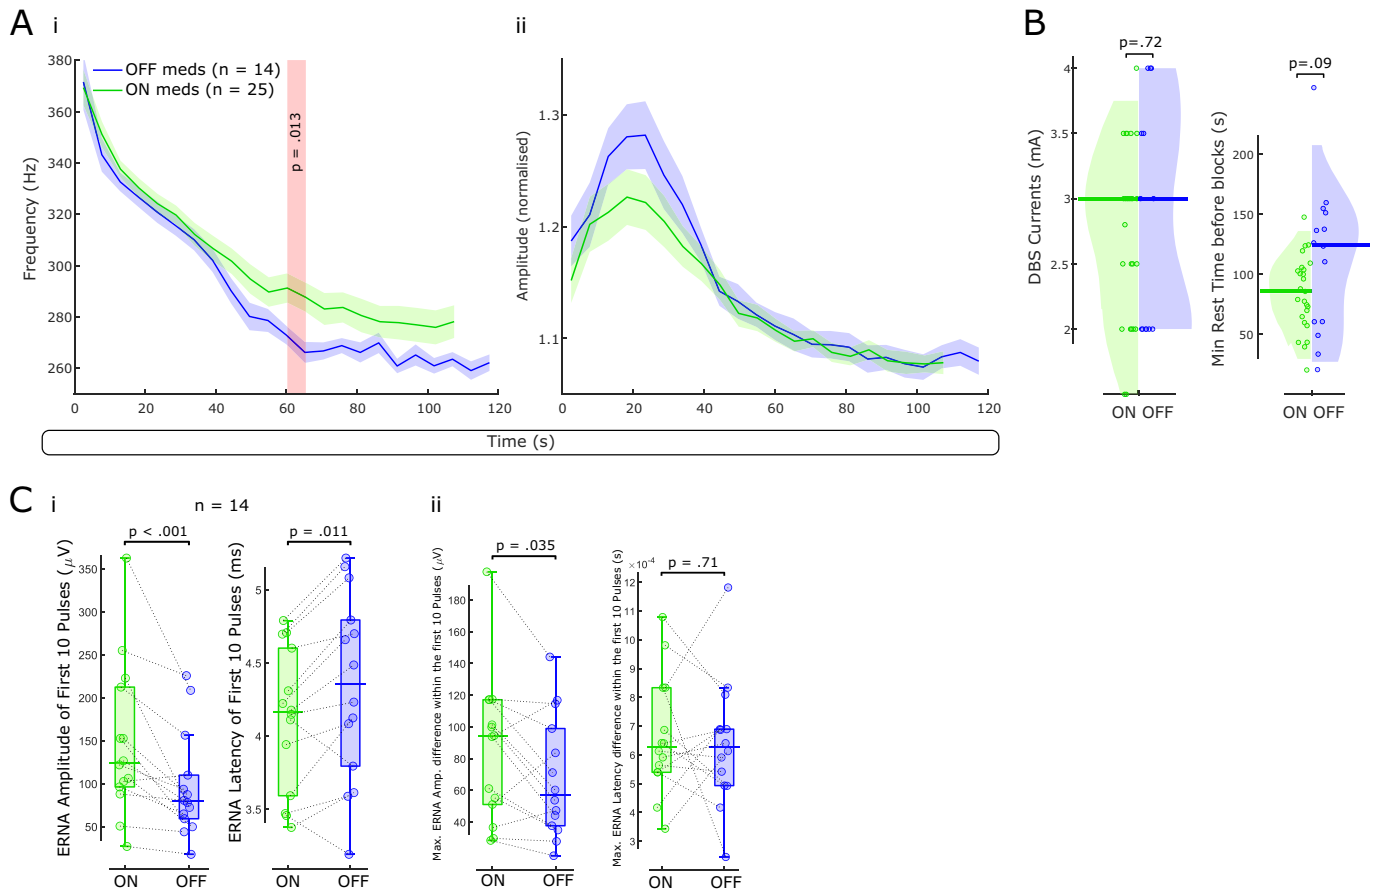 A
i
380
360
340
320
300
280
260
0
20
40
60
80
100
120
Frequency (Hz)
OFF meds (n = 14)
ON meds (n = 25)
p = .013
ii
1.3
1.2
1.1
0
20
40
60
80
100
120
Amplitude (normalised)
Time (s)
B
p=.72
4
3.5
3
2.5
2
DBS Currents (mA)
ON OFF
p=.09
200
150
100
50
Min Rest Time before blocks (s)
ON OFF
C
i
n = 14
p < .001
350
300
250
200
150
100
50
ERNA Amplitude of First 10 Pulses (μV)
ON
OFF
p = .011
5
4.5
4
3.5
ERNA Latency of First 10 Pulses (ms)
ON
OFF
ii
p = .035
180
160
140
120
100
80
60
40
Max. ERNA Amp. difference within the first 10 Pulses (μV)
ON
OFF
p = .71
×10⁻⁴
12
11
10
9
8
7
6
5
4
3
Max. ERNA Latency difference within the first 10 Pulses (s)
ON
OFF